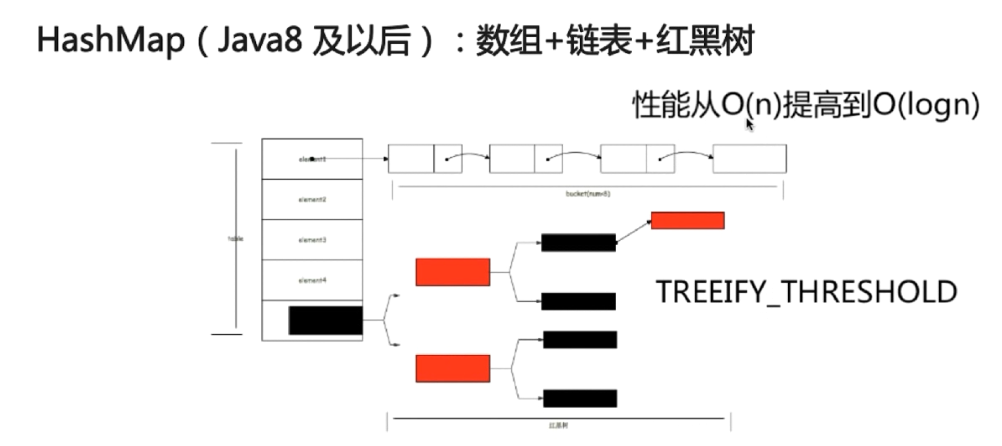 HashMap（Java8 及以后）：数组+链表+红黑树
性能从O(n)提高到O(logn)
element1
bucket(num=8)
element2
table
element3
element4
TREEIFY_THRESHOLD
红黑树